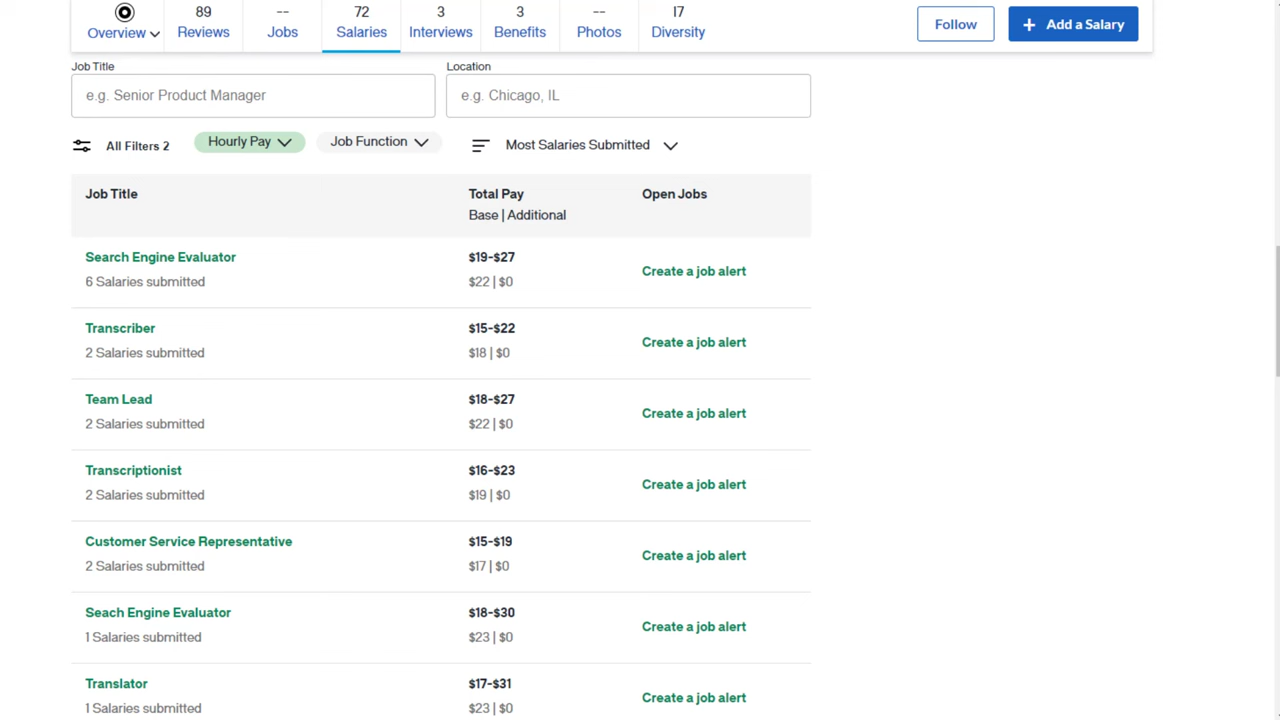 89 -- 72 3 3 -- 17
Overview Reviews Jobs Salaries Interviews Benefits Photos Diversity Follow + Add a Salary
Job Title Location
e.g. Senior Product Manager e.g. Chicago, IL
All Filters 2 Hourly Pay Job Function Most Salaries Submitted
Job Title Total Pay Open Jobs
Base | Additional
Search Engine Evaluator $19-$27
Create a job alert
6 Salaries submitted $22 | $0
Transcriber $15-$22
Create a job alert
2 Salaries submitted $18 | $0
Team Lead $18-$27
Create a job alert
2 Salaries submitted $22 | $0
Transcriptionist $16-$23
Create a job alert
2 Salaries submitted $19 | $0
Customer Service Representative $15-$19
Create a job alert
2 Salaries submitted $17 | $0
Seach Engine Evaluator $18-$30
Create a job alert
1 Salaries submitted $23 | $0
Translator $17-$31
Create a job alert
1 Salaries submitted $23 | $0